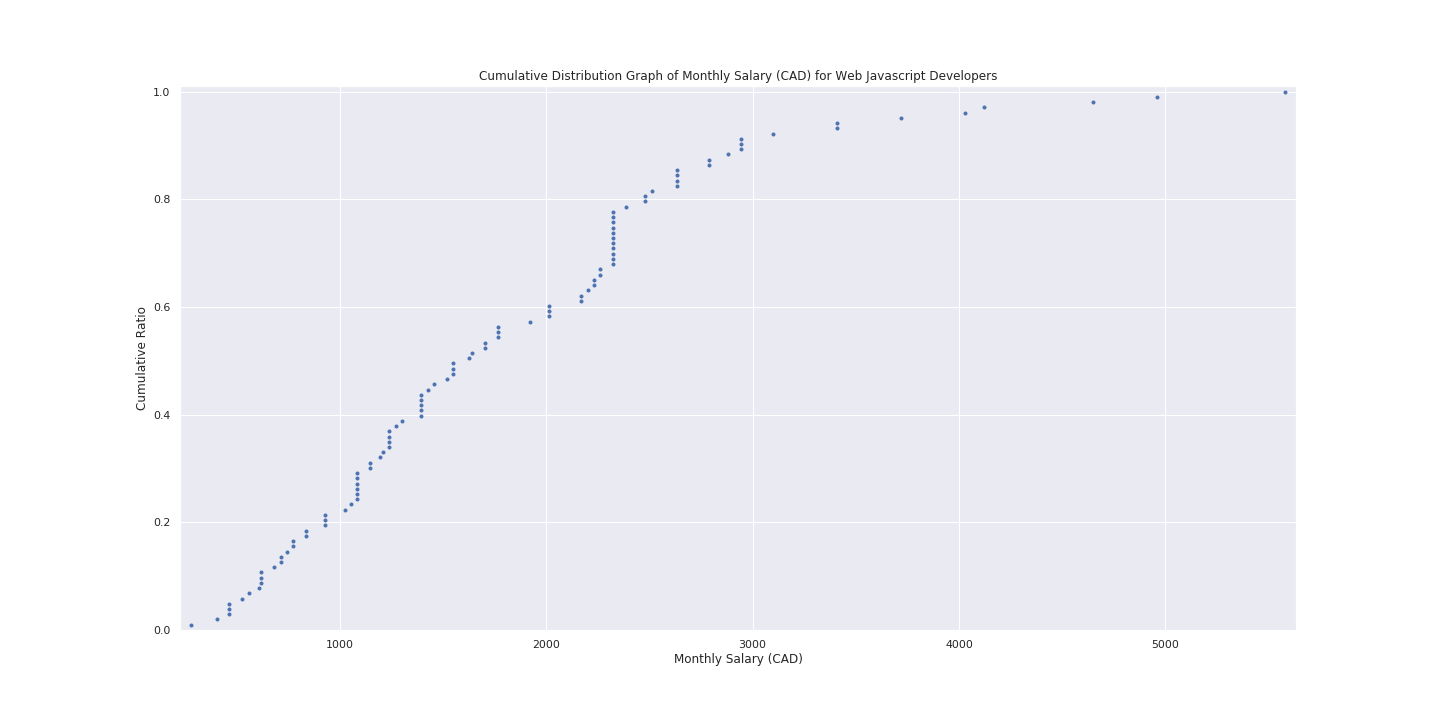 Cumulative Distribution Graph of Monthly Salary (CAD) for Web Javascript Developers
1.0
0.8
0.6
0.4
0.2
0.0
Cumulative Ratio
1000 2000 3000 4000 5000
Monthly Salary (CAD)